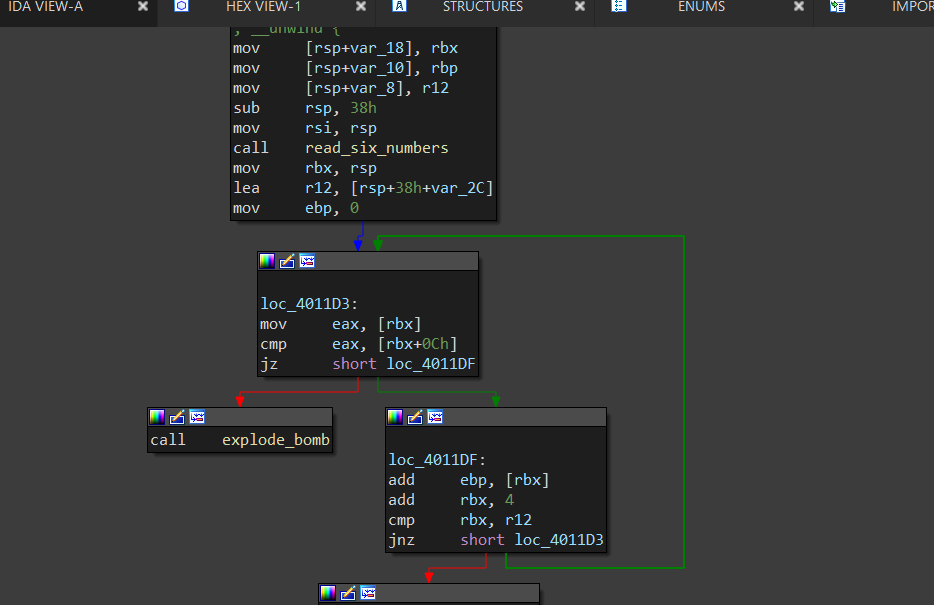 IDA VIEW-A HEX VIEW-1 STRUCTURES ENUMS IMPOR
; __unwind {
mov [rsp+var_18], rbx
mov [rsp+var_10], rbp
mov [rsp+var_8], r12
sub rsp, 38h
mov rsi, rsp
call read_six_numbers
mov rbx, rsp
lea r12, [rsp+38h+var_2C]
mov ebp, 0
loc_4011D3:
mov eax, [rbx]
cmp eax, [rbx+0Ch]
jz short loc_4011DF
call explode_bomb
loc_4011DF:
add ebp, [rbx]
add rbx, 4
cmp rbx, r12
jnz short loc_4011D3